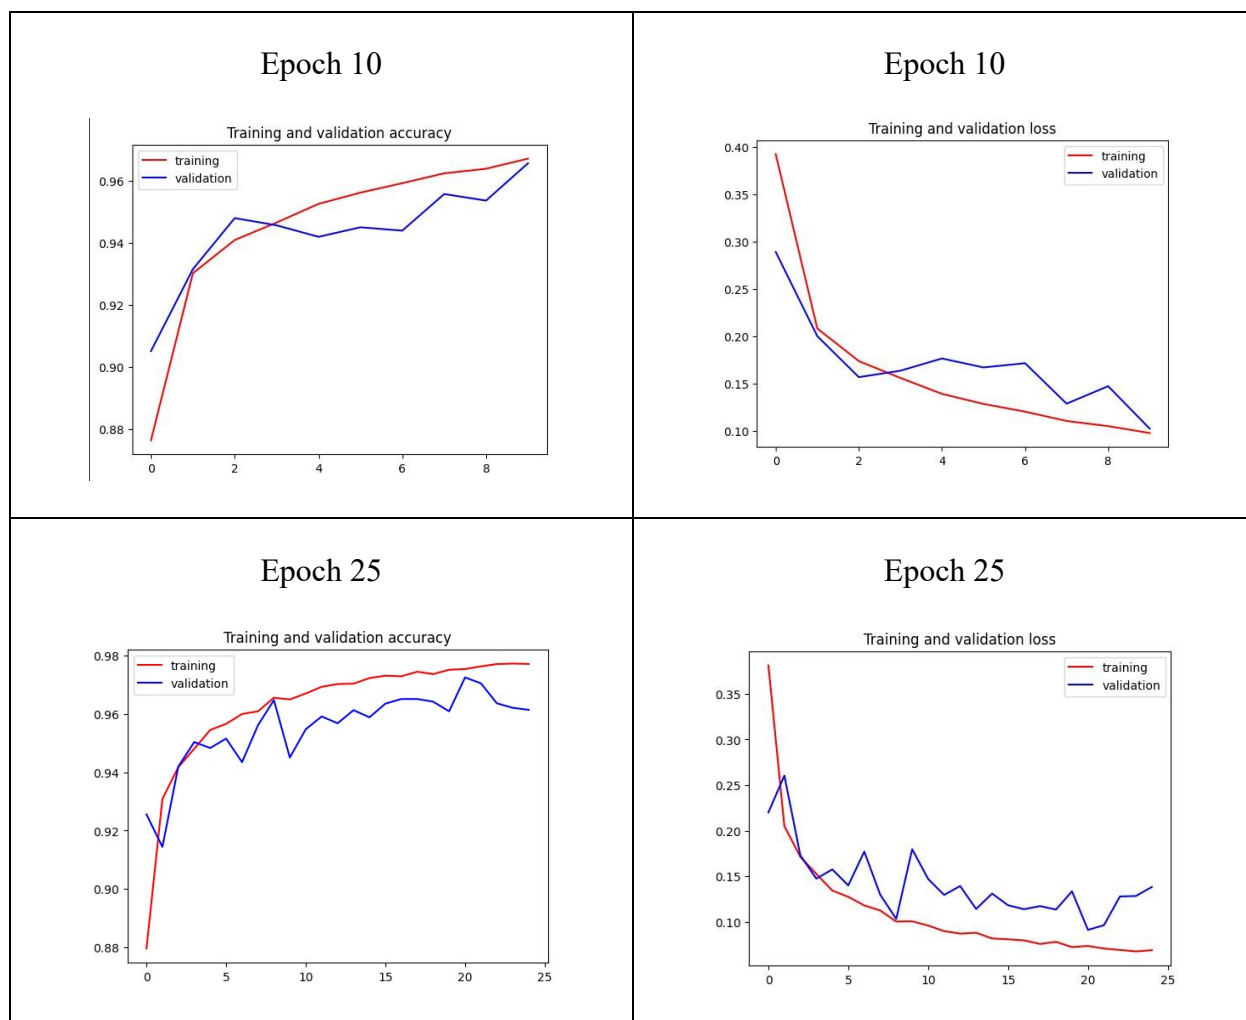 Epoch 10
Training and validation accuracy
training
validation
0.96
0.94
0.92
0.90
0.88
0 2 4 6 8
Epoch 10
Training and validation loss
training
validation
0.40
0.35
0.30
0.25
0.20
0.15
0.10
0 2 4 6 8
Epoch 25
Training and validation accuracy
training
validation
0.98
0.96
0.94
0.92
0.90
0.88
0 5 10 15 20 25
Epoch 25
Training and validation loss
training
validation
0.35
0.30
0.25
0.20
0.15
0.10
0 5 10 15 20 25